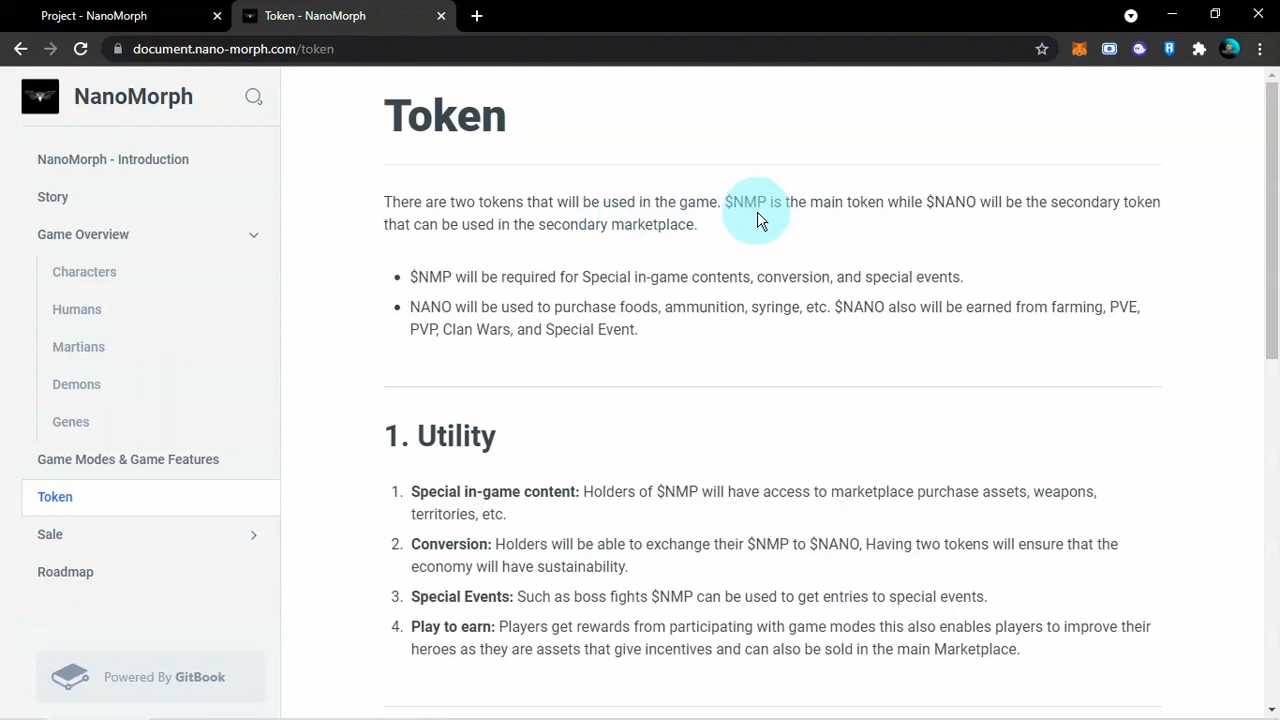 Project - NanoMorph
Token - NanoMorph
document.nano-morph.com/token
NanoMorph
NanoMorph - Introduction
Story
Game Overview
Characters
Humans
Martians
Demons
Genes
Game Modes & Game Features
Token
Sale
Roadmap
Powered By GitBook
Token
There are two tokens that will be used in the game. $NMP is the main token while $NANO will be the secondary token
that can be used in the secondary marketplace.
• $NMP will be required for Special in-game contents, conversion, and special events.
• NANO will be used to purchase foods, ammunition, syringe, etc. $NANO also will be earned from farming, PVE,
PVP, Clan Wars, and Special Event.
1. Utility
1. Special in-game content: Holders of $NMP will have access to marketplace purchase assets, weapons,
territories, etc.
2. Conversion: Holders will be able to exchange their $NMP to $NANO, Having two tokens will ensure that the
economy will have sustainability.
3. Special Events: Such as boss fights $NMP can be used to get entries to special events.
4. Play to earn: Players get rewards from participating with game modes this also enables players to improve their
heroes as they are assets that give incentives and can also be sold in the main Marketplace.